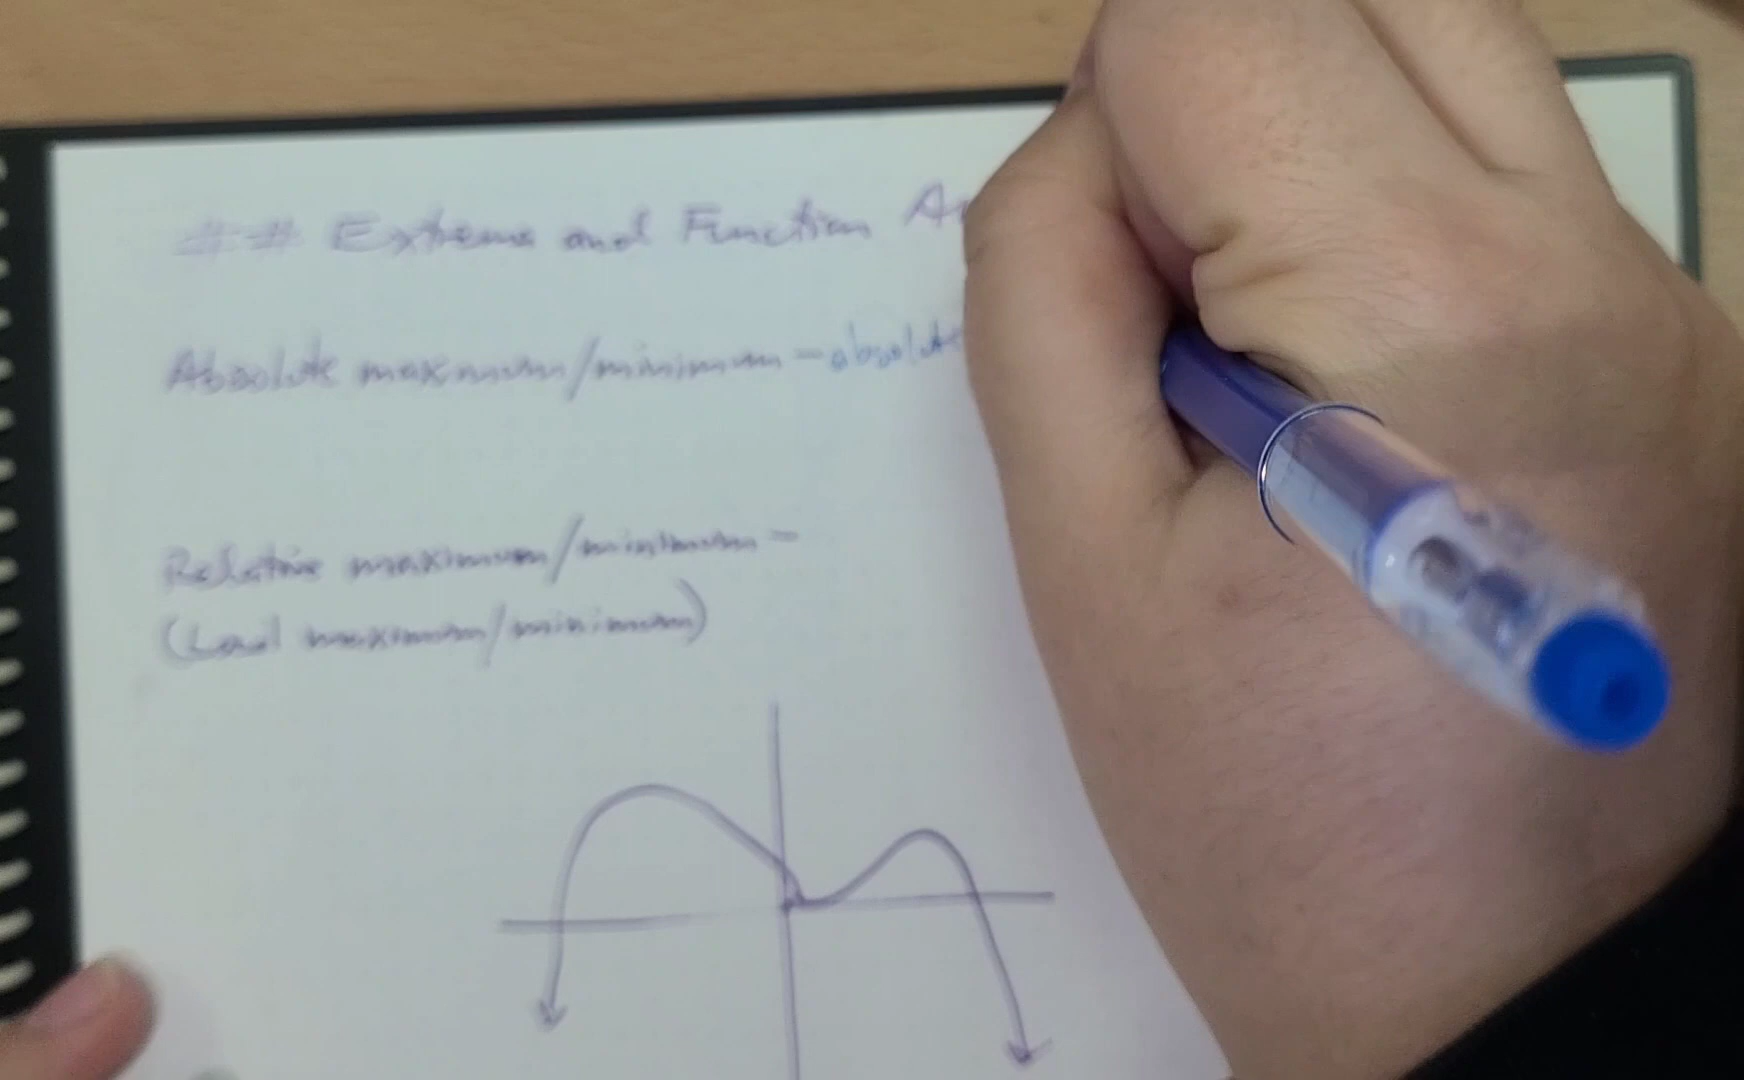 ## Extrema and Function
Absolute maximum/minimum - absolute
Relative maximum/minimum -
(Local maximum/minimum)